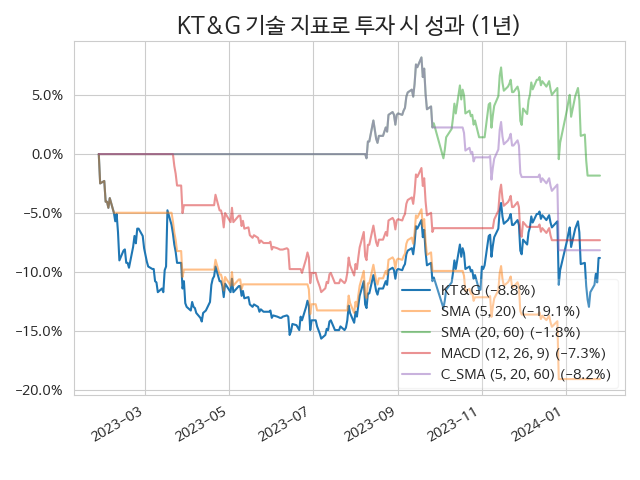 KT&G 기술 지표로 투자 시 성과 (1년)
5.0%
0.0%
−5.0%
−10.0%
−15.0%
−20.0%
KT&G (−8.8%)
SMA (5, 20) (−19.1%)
SMA (20, 60) (−1.8%)
MACD (12, 26, 9) (−7.3%)
C_SMA (5, 20, 60) (−8.2%)
2023−03
2023−05
2023−07
2023−09
2023−11
2024−01